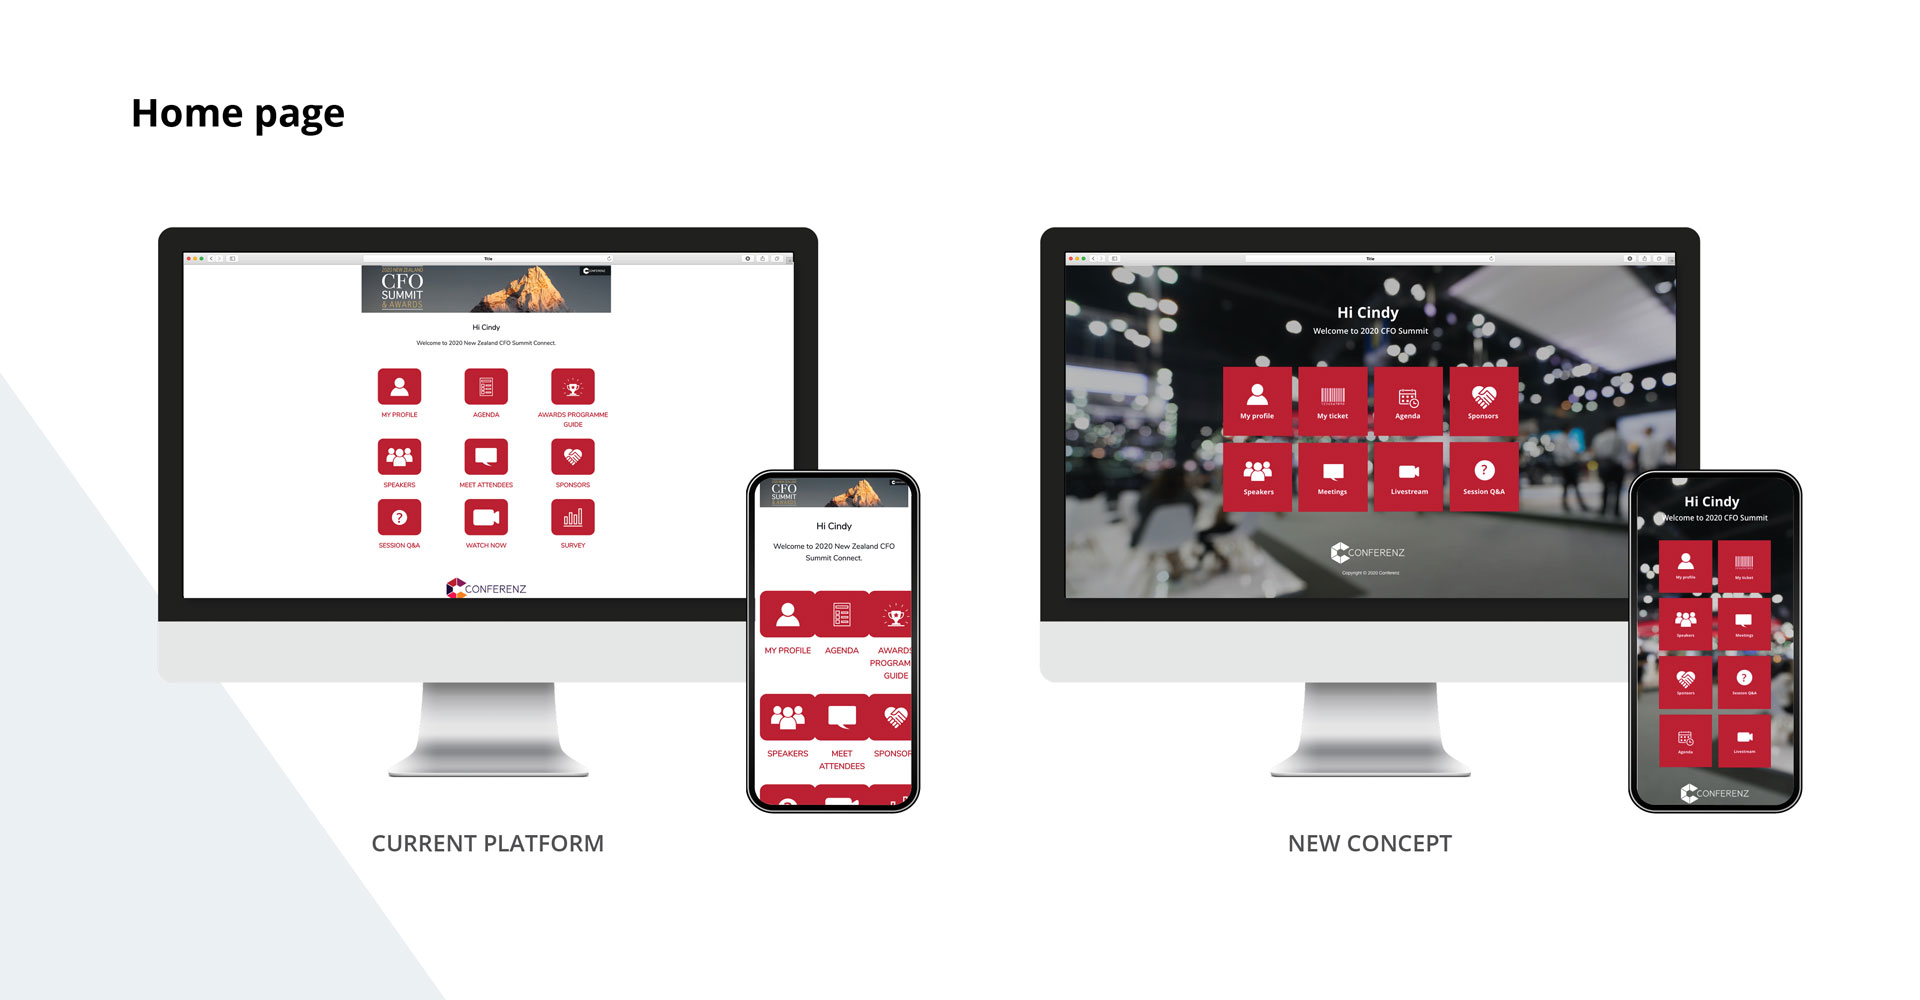 Home page
Title
2020 NEW ZEALAND
CFO
SUMMIT
& AWARDS
CONFERENZ
Hi Cindy
Welcome to 2020 New Zealand CFO Summit Connect.
MY PROFILE
AGENDA
AWARDS PROGRAMME
GUIDE
SPEAKERS
MEET ATTENDEES
SPONSORS
?
SESSION Q&A
WATCH NOW
SURVEY
CONFERENZ
CFO
SUMMIT
& AWARDS
Hi Cindy
Welcome to 2020 New Zealand CFO
Summit Connect.
MY PROFILE
AGENDA
AWARDS
PROGRAM
GUIDE
SPEAKERS
MEET
ATTENDEES
SPONSOR
CURRENT PLATFORM
Title
Hi Cindy
Welcome to 2020 CFO Summit
My profile
My ticket
Agenda
Sponsors
Speakers
Meetings
Livestream
?
Session Q&A
CONFERENZ
Copyright © 2020 Conferenz
Hi Cindy
Welcome to 2020 CFO Summit
My profile
My ticket
Speakers
Meetings
Sponsors
?
Session Q&A
Agenda
Livestream
CONFERENZ
NEW CONCEPT